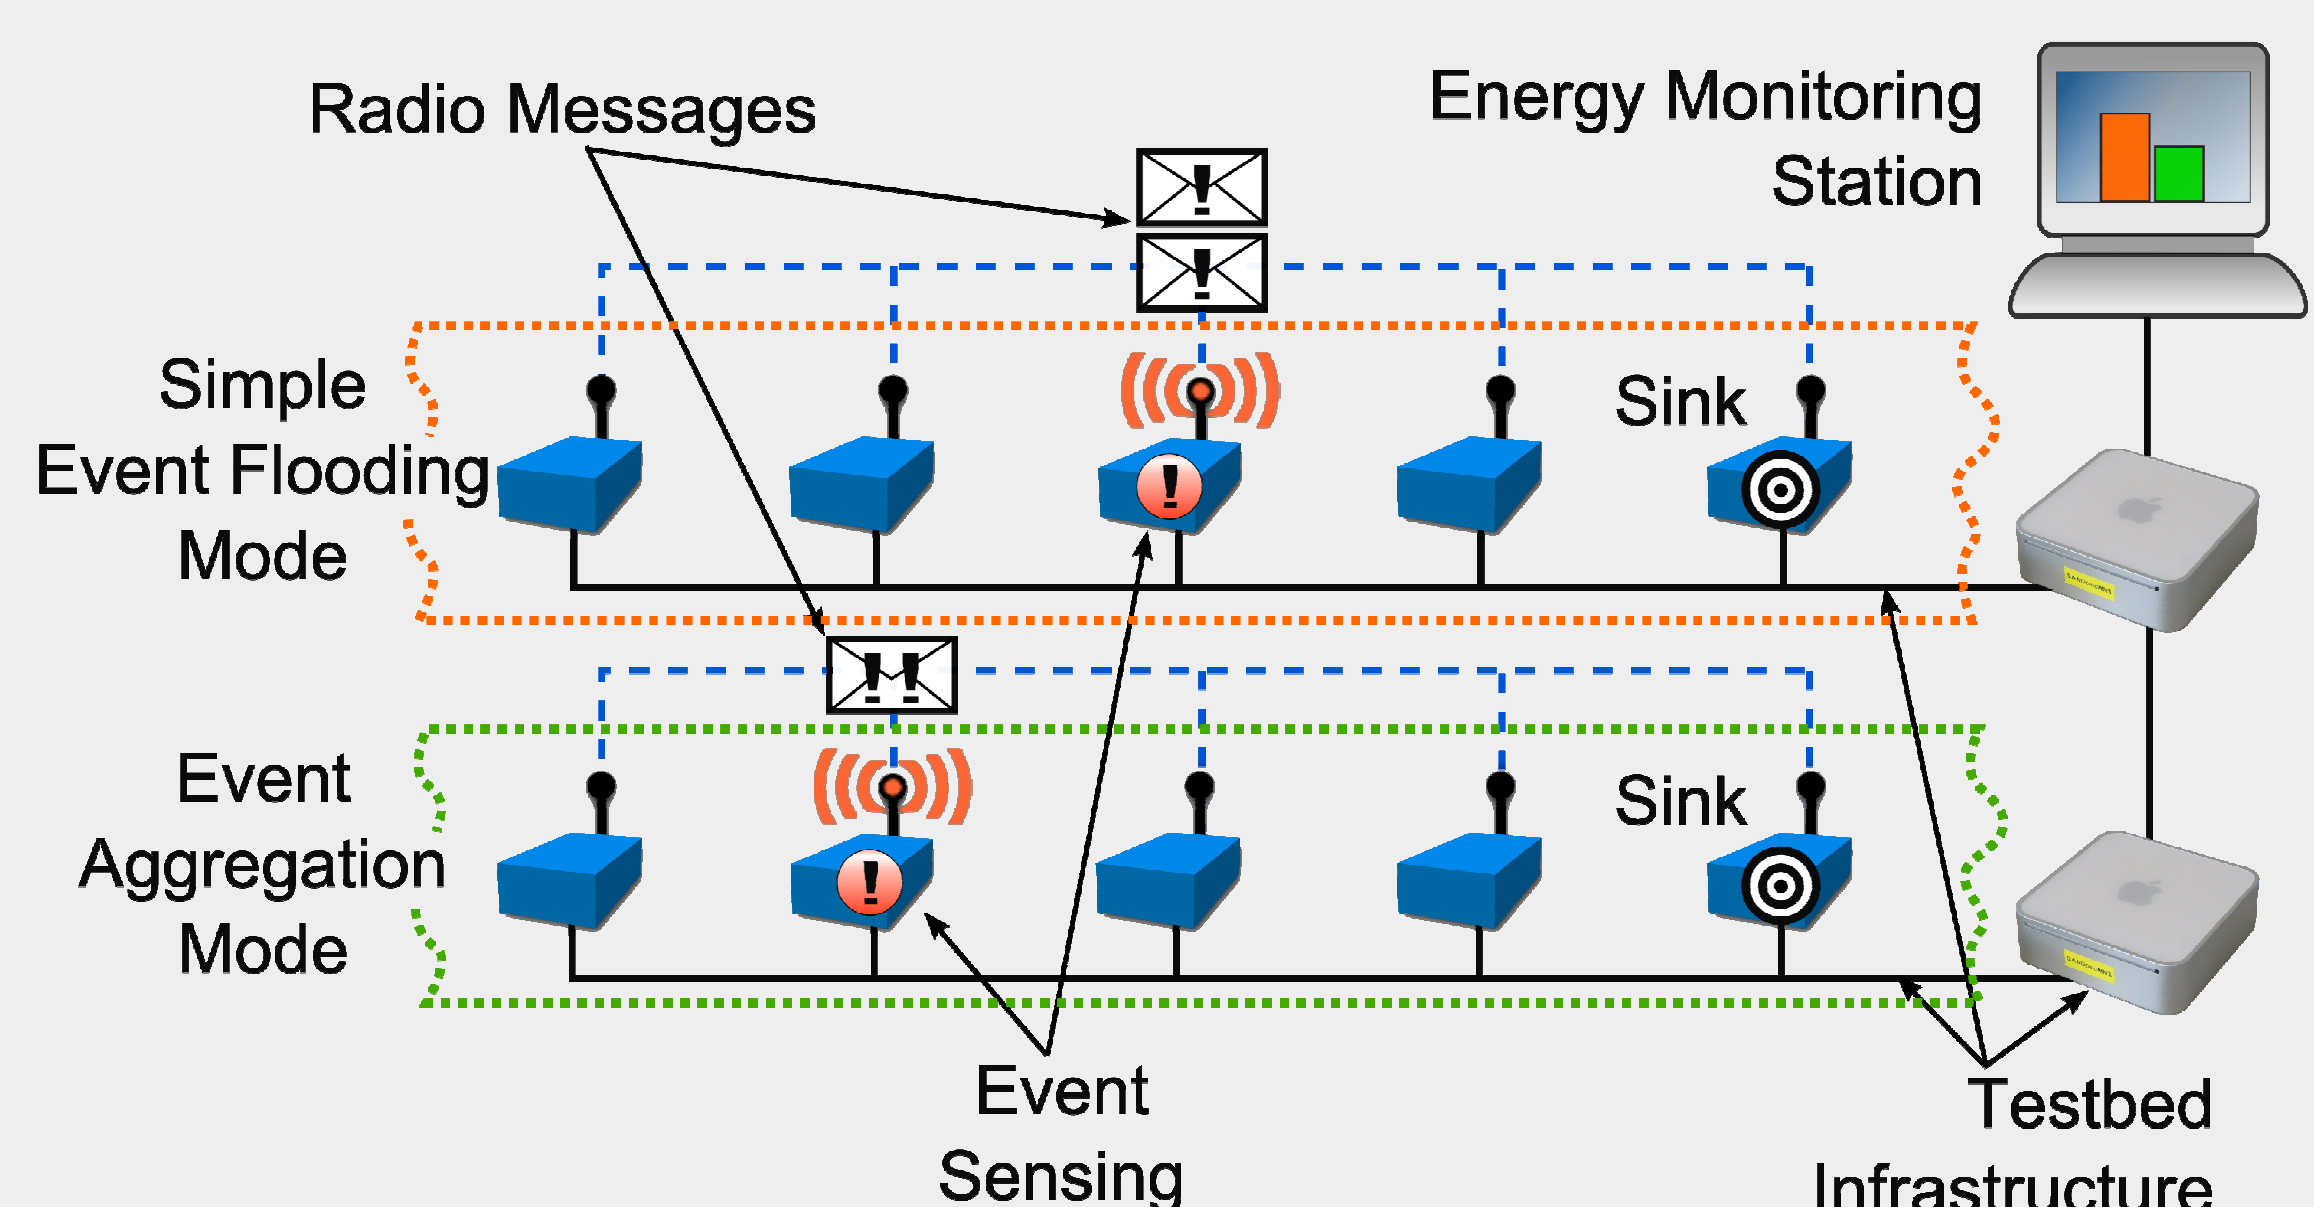 Radio Messages
Energy Monitoring
Station
Simple
Event Flooding
Mode
Sink
Event
Aggregation
Mode
Sink
Event
Sensing
Testbed
Infrastructure